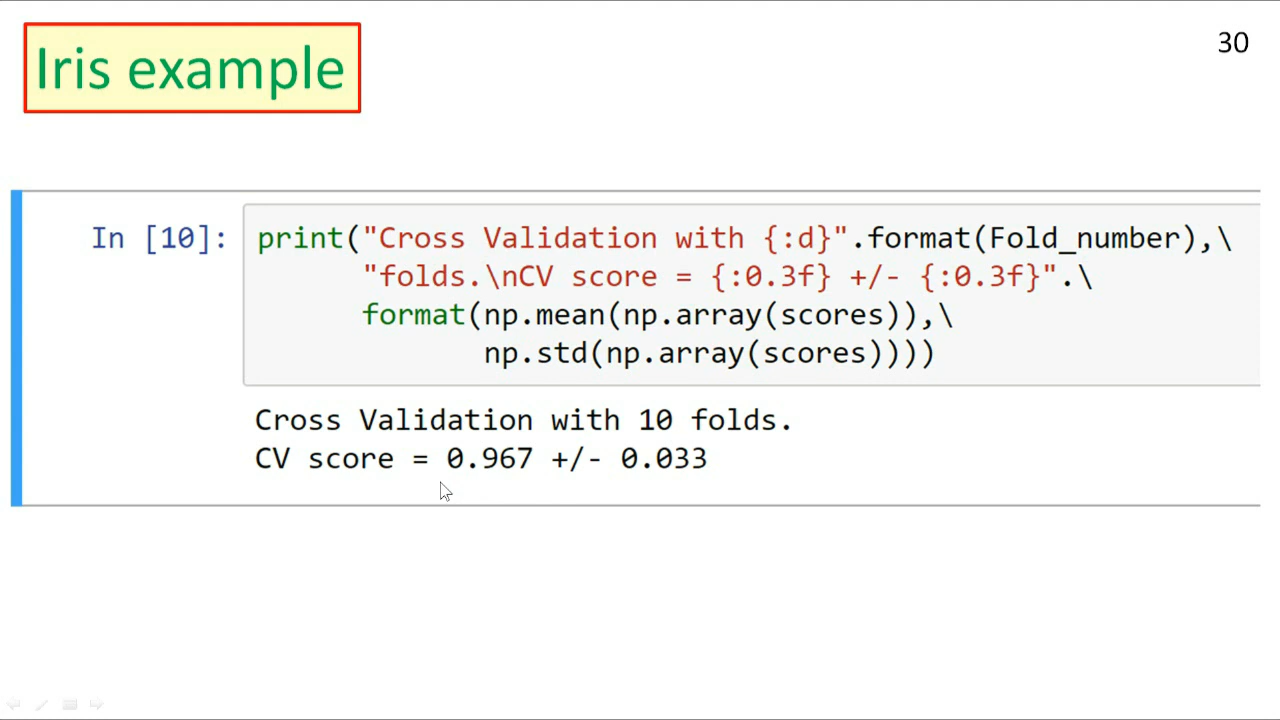 Iris example
30
In [10]:
print("Cross Validation with {:d}".format(Fold_number),\
"folds.\nCV score = {:0.3f} +/- {:0.3f}".\
format(np.mean(np.array(scores)),\
np.std(np.array(scores))))
Cross Validation with 10 folds.
CV score = 0.967 +/- 0.033